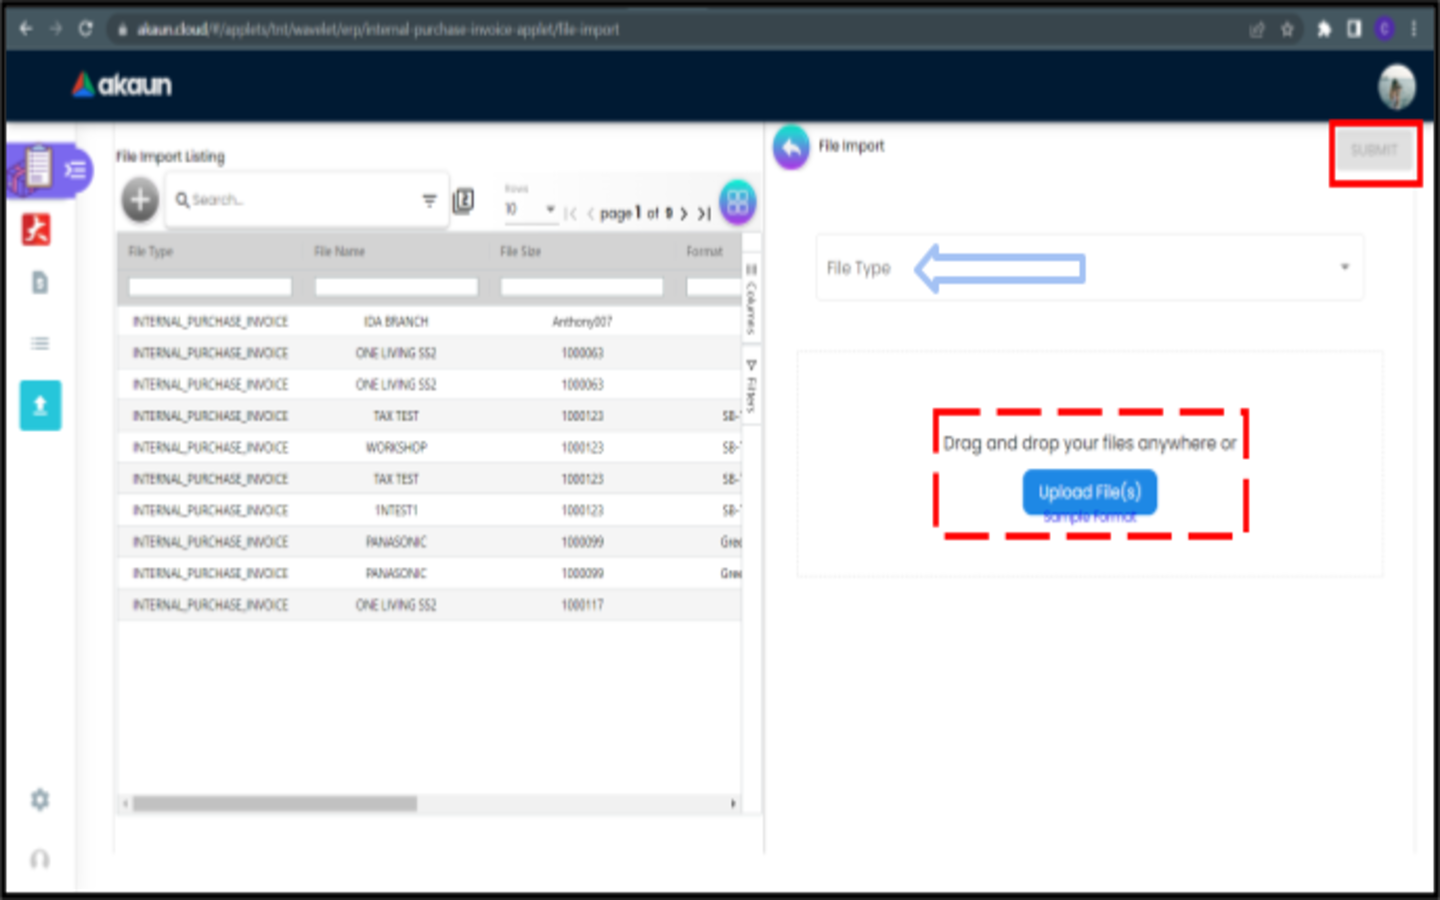 akaun.cloud/#/applets/tnt/wavelet/erp/internal-purchase-invoice-applet/file-import
akaun
File Import Listing
Search...
Rows
10
page 1 of 9
File Type File Name File Size Format
INTERNAL_PURCHASE_INVOICE IDA BRANCH Anthony007
INTERNAL_PURCHASE_INVOICE ONE LIVING SS2 1000063
INTERNAL_PURCHASE_INVOICE ONE LIVING SS2 1000063
INTERNAL_PURCHASE_INVOICE TAX TEST 1000123 SB-
INTERNAL_PURCHASE_INVOICE WORKSHOP 1000123 SB-
INTERNAL_PURCHASE_INVOICE TAX TEST 1000123 SB-
INTERNAL_PURCHASE_INVOICE 1NTEST1 1000123 SB-
INTERNAL_PURCHASE_INVOICE PANASONIC 1000099 Gree
INTERNAL_PURCHASE_INVOICE PANASONIC 1000099 Gree
INTERNAL_PURCHASE_INVOICE ONE LIVING SS2 1000117
Columns
Filters
File Import
SUBMIT
File Type
Drag and drop your files anywhere or
Upload File(s)
Sample Format